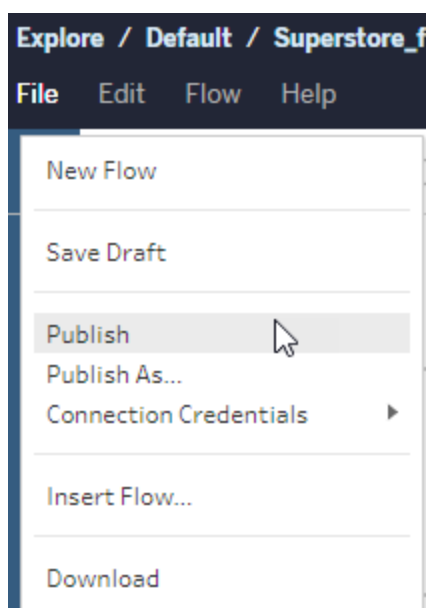 Explore / Default / Superstore_f
File Edit Flow Help
New Flow
Save Draft
Publish
Publish As...
Connection Credentials
Insert Flow...
Download